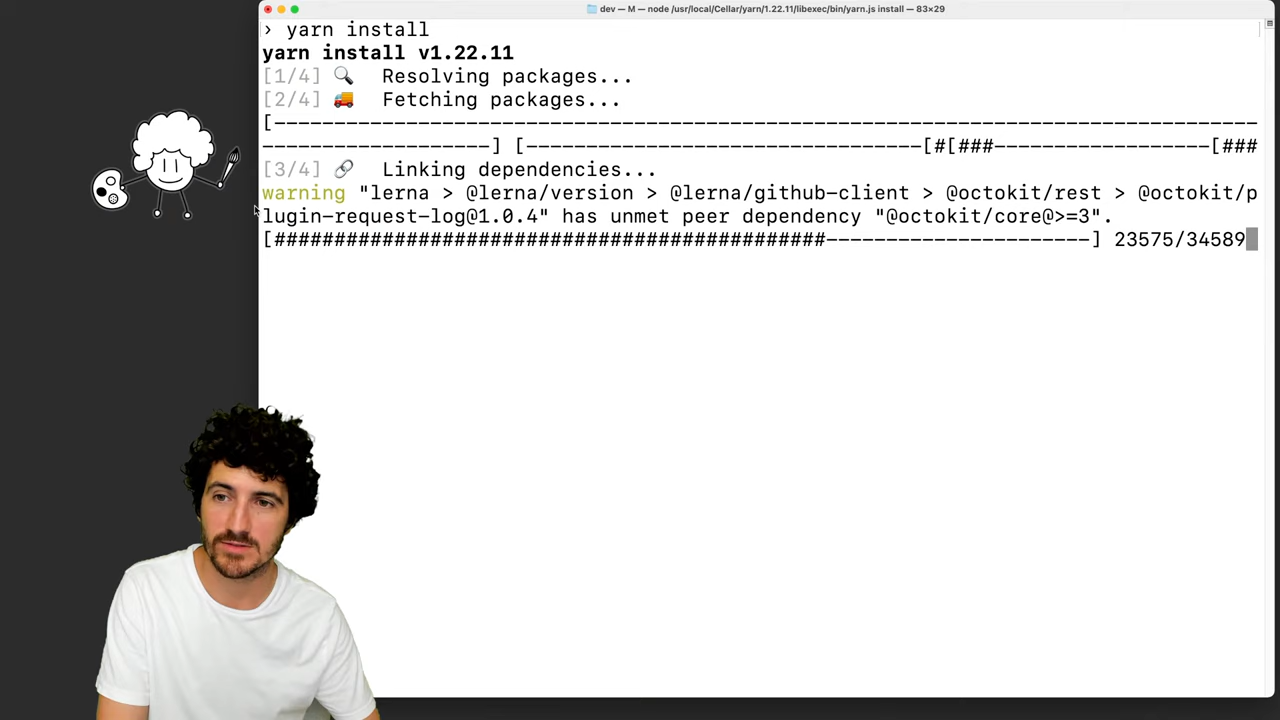 dev — M — node /usr/local/Cellar/yarn/1.22.11/libexec/bin/yarn.js install — 83×29
› yarn install
yarn install v1.22.11
[1/4] 🔍  Resolving packages...
[2/4] 🚚  Fetching packages...
[----------------------------------------------------------------------------------
-------------------] [---------------------------------[#[###------------------[###
[3/4] 🔗  Linking dependencies...
warning "lerna > @lerna/version > @lerna/github-client > @octokit/rest > @octokit/p
lugin-request-log@1.0.4" has unmet peer dependency "@octokit/core@>=3".
[##############################################----------------------] 23575/34589